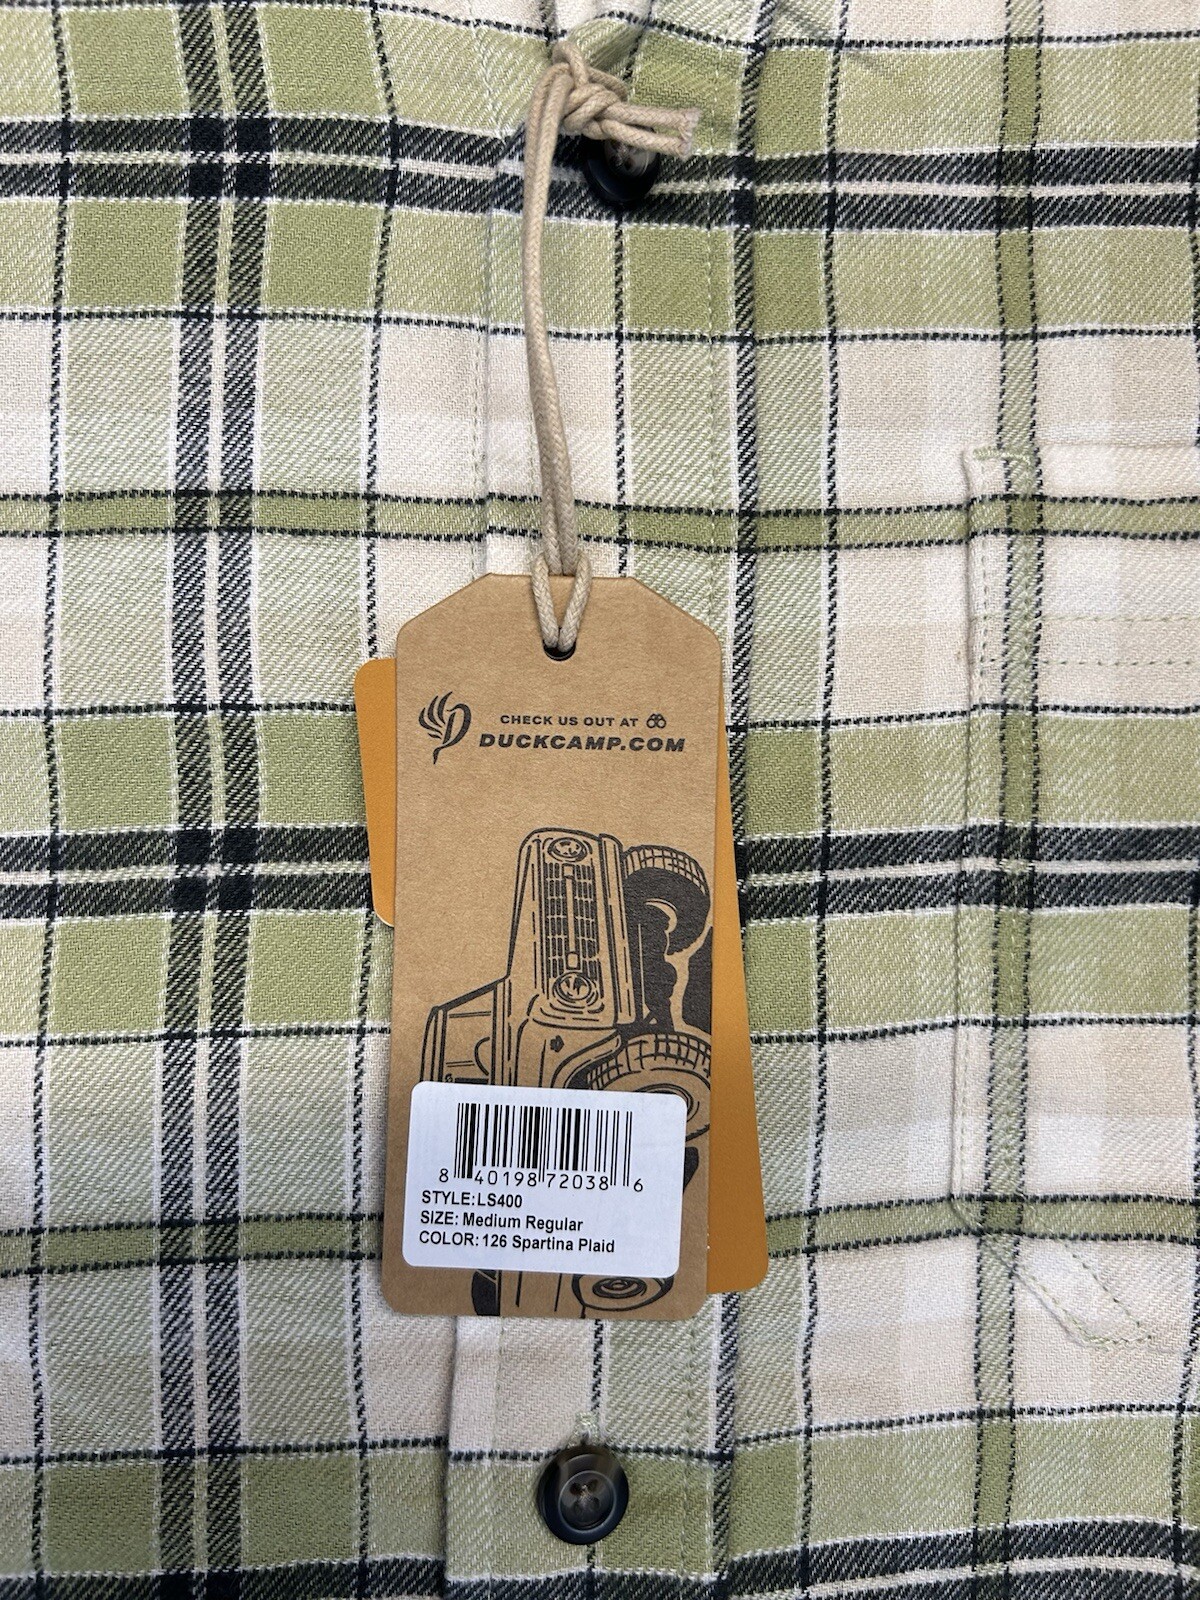 CHECK US OUT AT
DUCKCAMP.COM
8 40198 72038 6
STYLE: LS400
SIZE: Medium Regular
COLOR: 126 Spartina Plaid